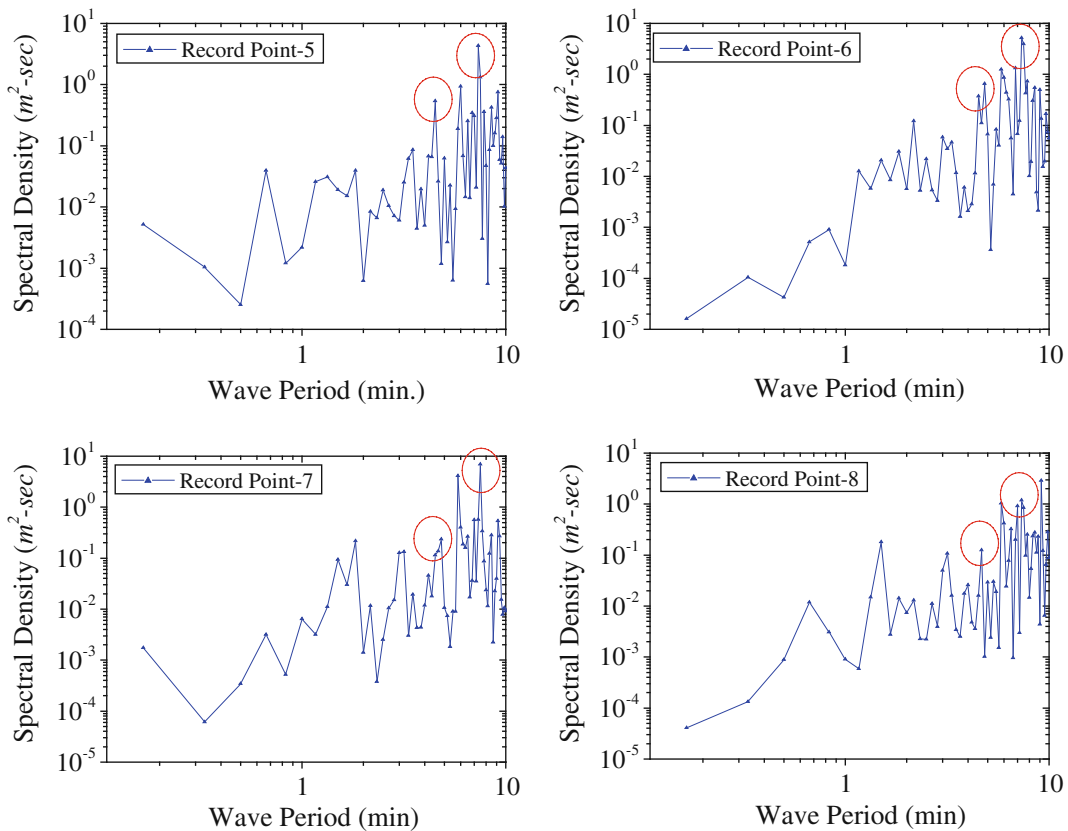 10^1
10^0
10^-1
10^-2
10^-3
10^-4
Spectral Density (m^2-sec)
Record Point-5
1
10
Wave Period (min.)
10^1
10^0
10^-1
10^-2
10^-3
10^-4
10^-5
Spectral Density (m^2-sec)
Record Point-6
1
10
Wave Period (min)
10^1
10^0
10^-1
10^-2
10^-3
10^-4
10^-5
Spectral Density (m^2-sec)
Record Point-7
1
10
Wave Period (min)
10^1
10^0
10^-1
10^-2
10^-3
10^-4
10^-5
Spectral Density (m^2-sec)
Record Point-8
1
10
Wave Period (min)